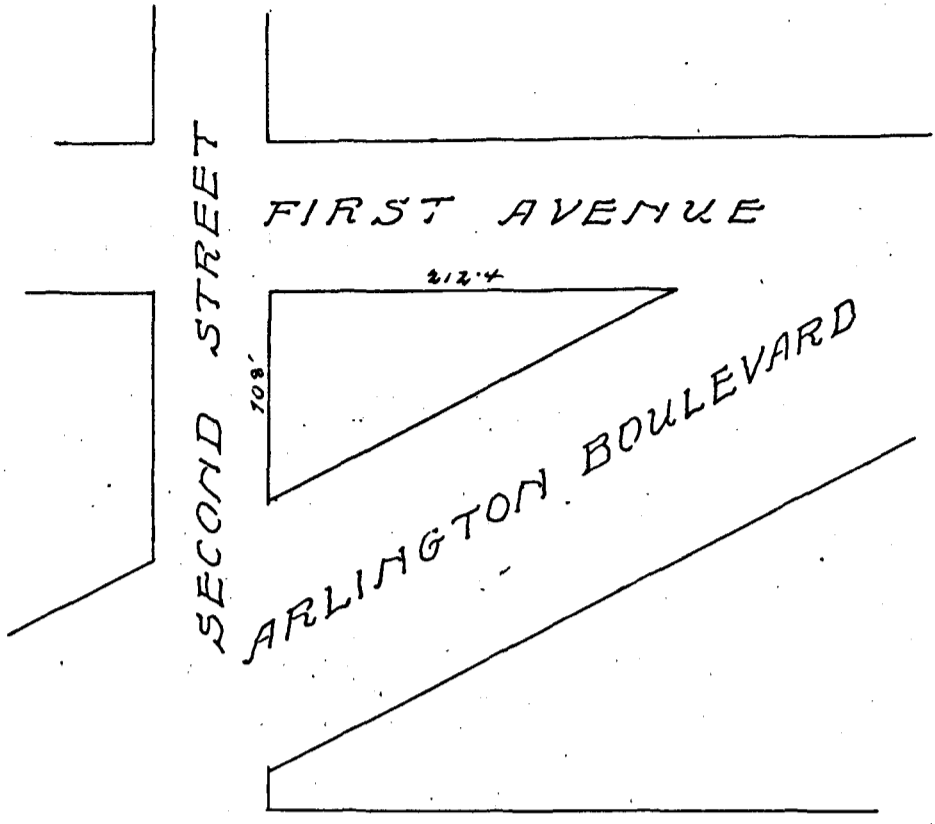 FIRST AVENUE
212.4
108'
SECOND STREET
ARLINGTON BOULEVARD